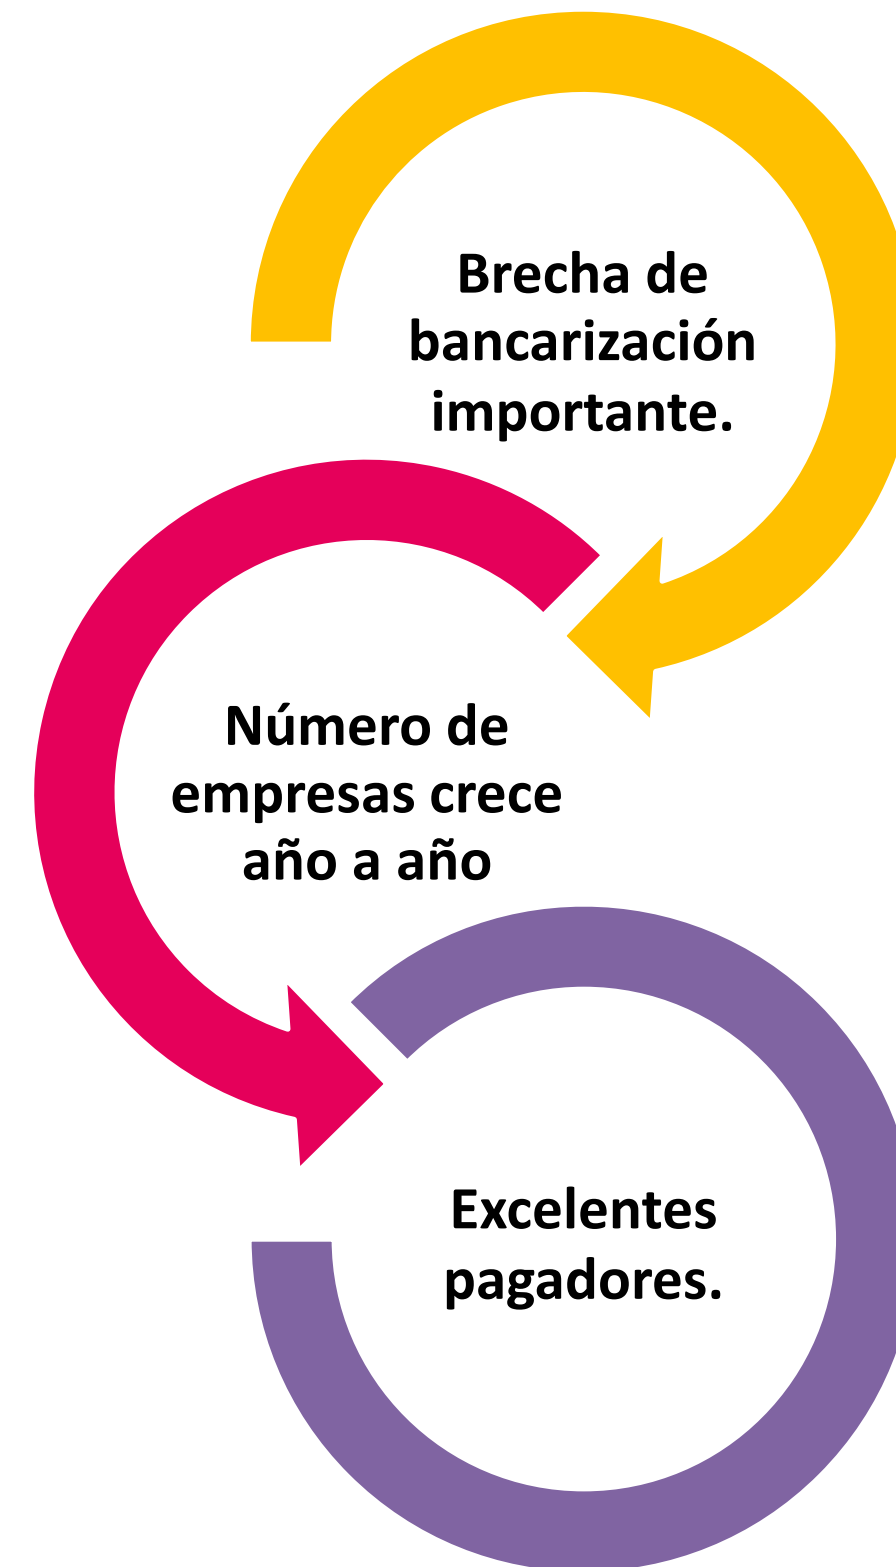 Brecha de
bancarización
importante.
Número de
empresas crece
año a año
Excelentes
pagadores.